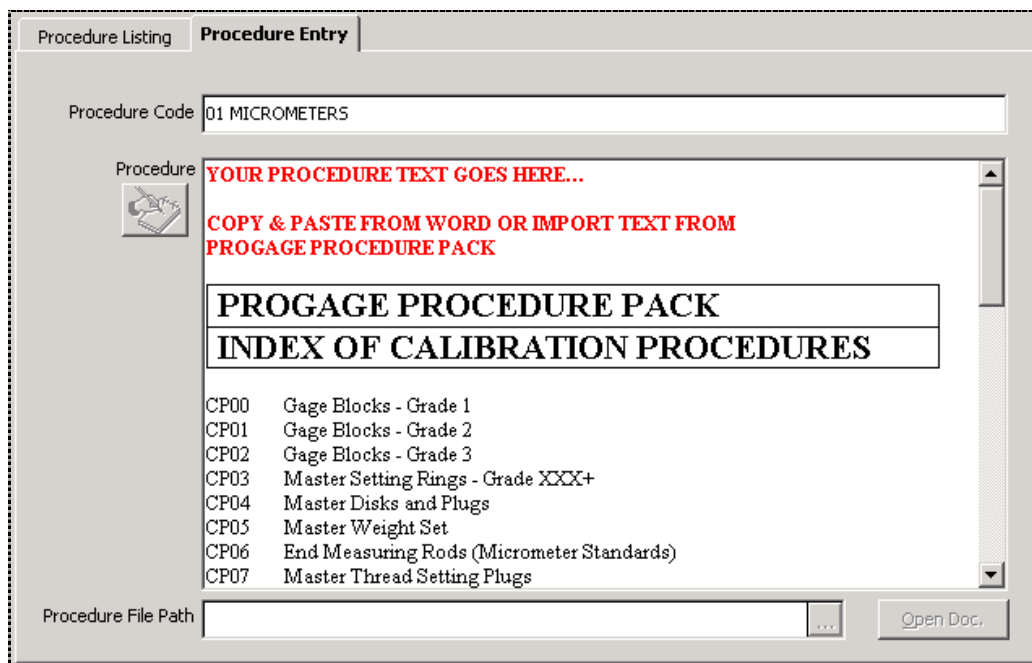 Procedure Listing
Procedure Entry
Procedure Code
01 MICROMETERS
Procedure
YOUR PROCEDURE TEXT GOES HERE...
COPY & PASTE FROM WORD OR IMPORT TEXT FROM
PROGAGE PROCEDURE PACK
PROGAGE PROCEDURE PACK
INDEX OF CALIBRATION PROCEDURES
CP00 Gage Blocks - Grade 1
CP01 Gage Blocks - Grade 2
CP02 Gage Blocks - Grade 3
CP03 Master Setting Rings - Grade XXX+
CP04 Master Disks and Plugs
CP05 Master Weight Set
CP06 End Measuring Rods (Micrometer Standards)
CP07 Master Thread Setting Plugs
Procedure File Path
...
Open Doc.